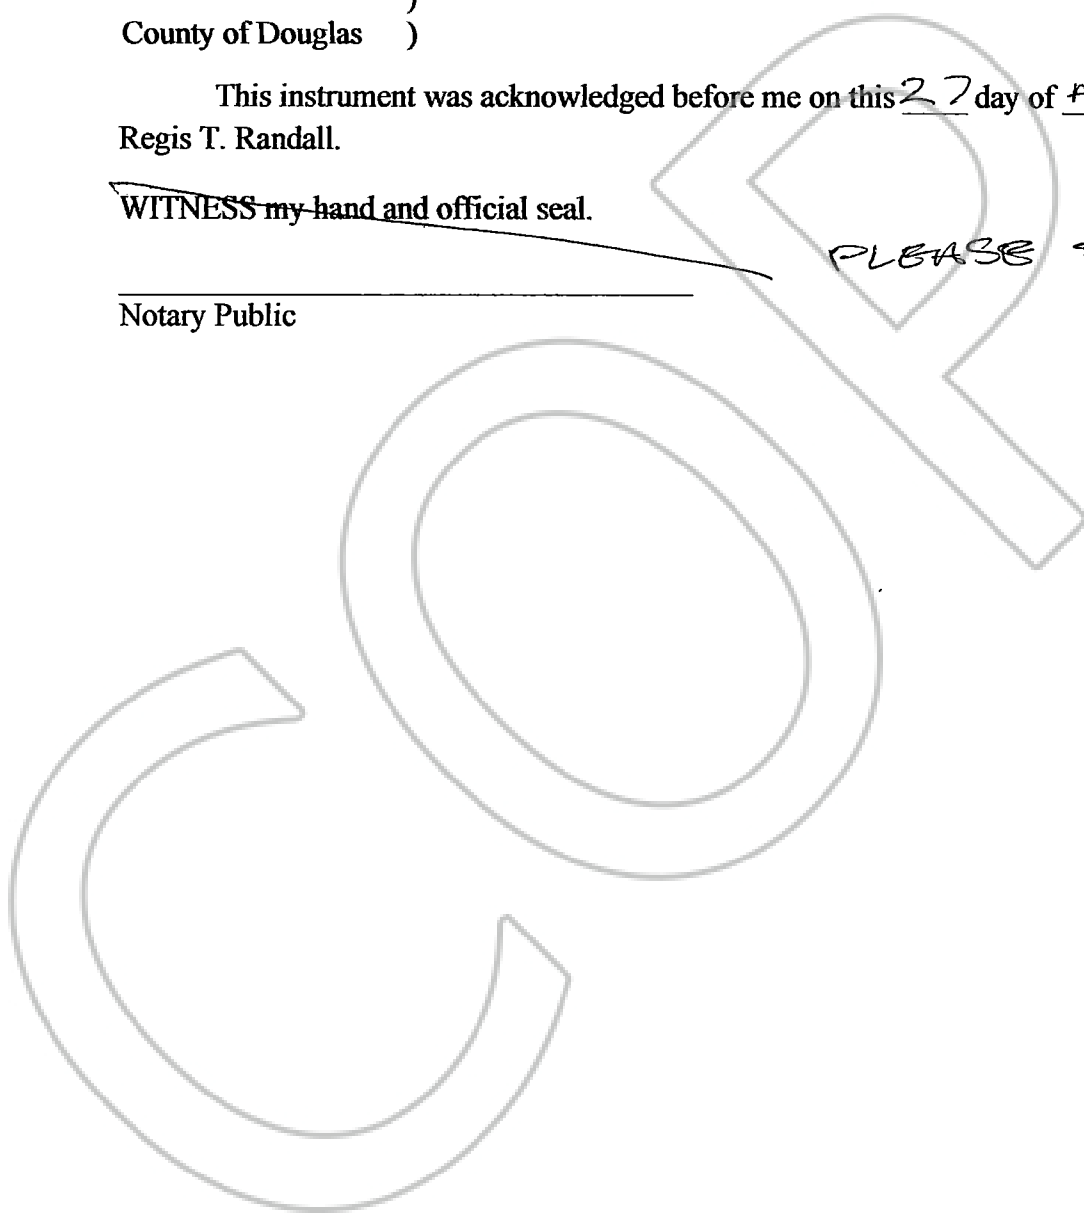 )
County of Douglas )
This instrument was acknowledged before me on this 27 day of
Regis T. Randall.
WITNESS my hand and official seal.
PLEASE
Notary Public
COP